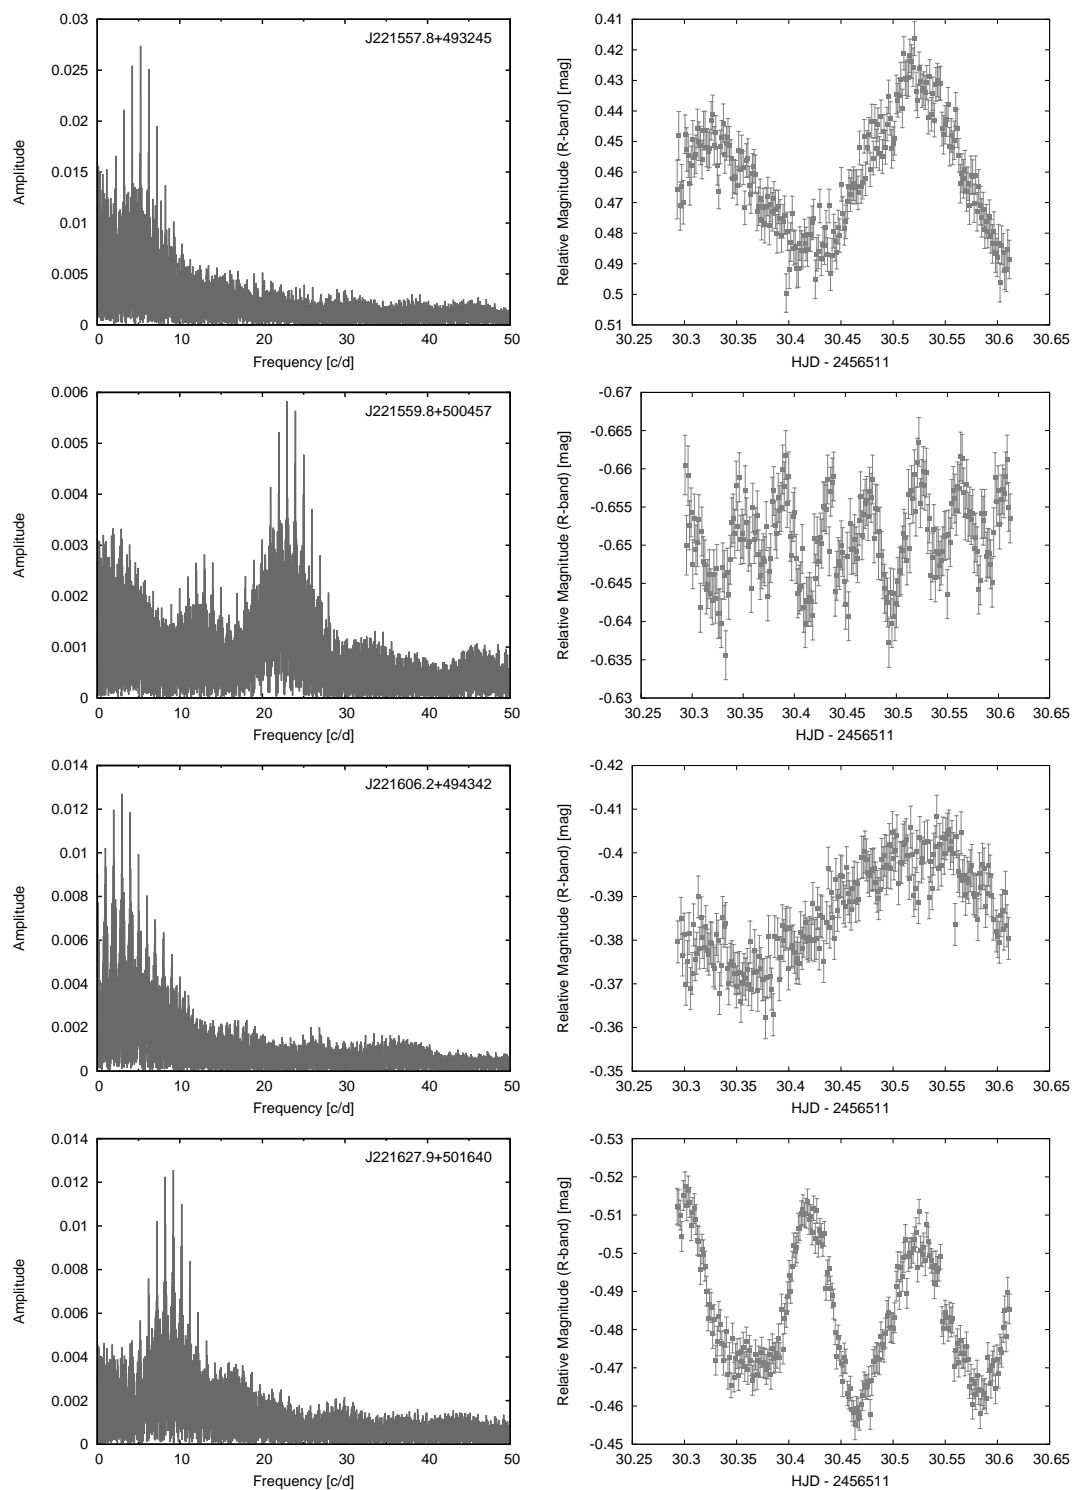 0.03
0.025
0.02
0.015
0.01
0.005
0
0 10 20 30 40 50
Amplitude
Frequency [c/d]
J221557.8+493245
0.41
0.42
0.43
0.44
0.45
0.46
0.47
0.48
0.49
0.5
0.51
30.25 30.3 30.35 30.4 30.45 30.5 30.55 30.6 30.65
Relative Magnitude (R-band) [mag]
HJD - 2456511
0.006
0.005
0.004
0.003
0.002
0.001
0
0 10 20 30 40 50
Amplitude
Frequency [c/d]
J221559.8+500457
-0.67
-0.665
-0.66
-0.655
-0.65
-0.645
-0.64
-0.635
-0.63
30.25 30.3 30.35 30.4 30.45 30.5 30.55 30.6 30.65
Relative Magnitude (R-band) [mag]
HJD - 2456511
0.014
0.012
0.01
0.008
0.006
0.004
0.002
0
0 10 20 30 40 50
Amplitude
Frequency [c/d]
J221606.2+494342
-0.42
-0.41
-0.4
-0.39
-0.38
-0.37
-0.36
-0.35
30.25 30.3 30.35 30.4 30.45 30.5 30.55 30.6 30.65
Relative Magnitude (R-band) [mag]
HJD - 2456511
0.014
0.012
0.01
0.008
0.006
0.004
0.002
0
0 10 20 30 40 50
Amplitude
Frequency [c/d]
J221627.9+501640
-0.53
-0.52
-0.51
-0.5
-0.49
-0.48
-0.47
-0.46
-0.45
30.25 30.3 30.35 30.4 30.45 30.5 30.55 30.6 30.65
Relative Magnitude (R-band) [mag]
HJD - 2456511